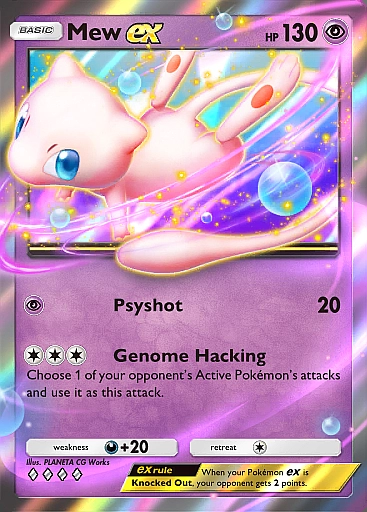 BASIC Mew ex HP 130
Psyshot 20
Genome Hacking
Choose 1 of your opponent's Active Pokémon's attacks
and use it as this attack.
weakness +20 retreat
Illus. PLANETA CG Works
ex rule When your Pokémon ex is
Knocked Out, your opponent gets 2 points.